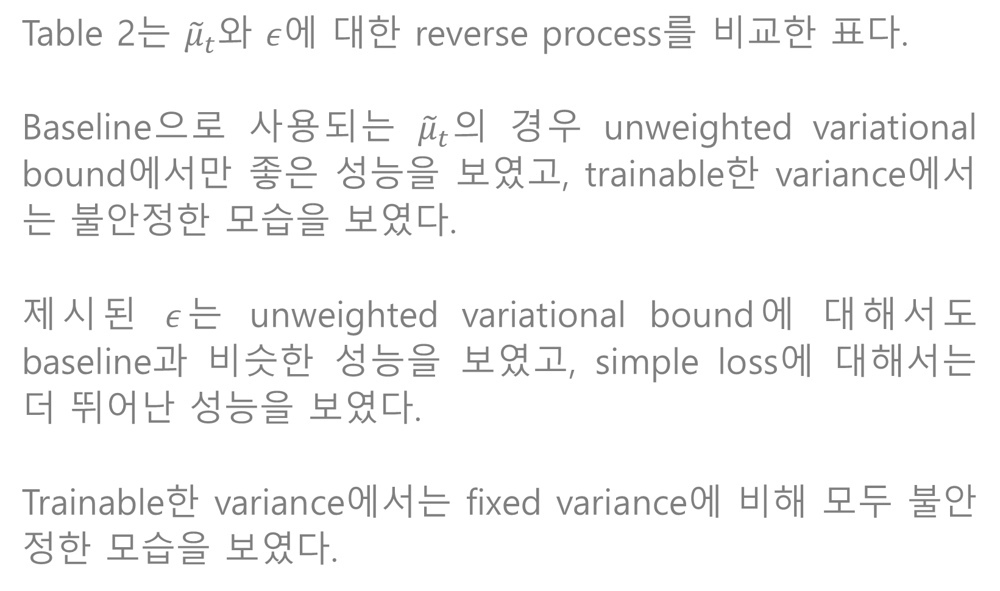 Table 2는 μ̃ₜ와 ϵ에 대한 reverse process를 비교한 표다.
Baseline으로 사용되는 μ̃ₜ의 경우 unweighted variational
bound에서만 좋은 성능을 보였고, trainable한 variance에서
는 불안정한 모습을 보였다.
제시된 ϵ는 unweighted variational bound에 대해서도
baseline과 비슷한 성능을 보였고, simple loss에 대해서는
더 뛰어난 성능을 보였다.
Trainable한 variance에서는 fixed variance에 비해 모두 불안
정한 모습을 보였다.